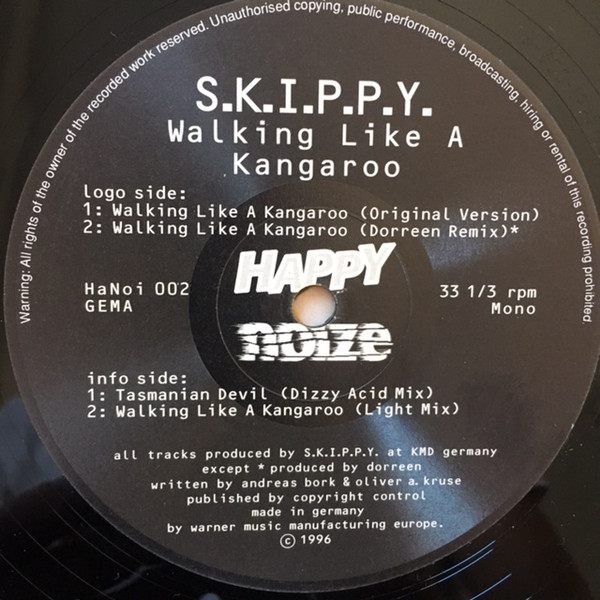 Warning: All rights of the owner of the recorded work reserved. Unauthorised copying, public performance, broadcasting, hiring or rental of this recording prohibited.
S.K.I.P.P.Y.
Walking Like A
Kangaroo
logo side:
1: Walking Like A Kangaroo (Original Version)
2: Walking Like A Kangaroo (Dorreen Remix)*
HAPPY
HaNoi 002
33 1/3 rpm
GEMA
Mono
noize
info side:
1: Tasmanian Devil (Dizzy Acid Mix)
2: Walking Like A Kangaroo (Light Mix)
all tracks produced by S.K.I.P.P.Y. at KMD germany
except * produced by dorreen
written by andreas bork & oliver a. kruse
published by copyright control
made in germany
by warner music manufacturing europe.
© 1996